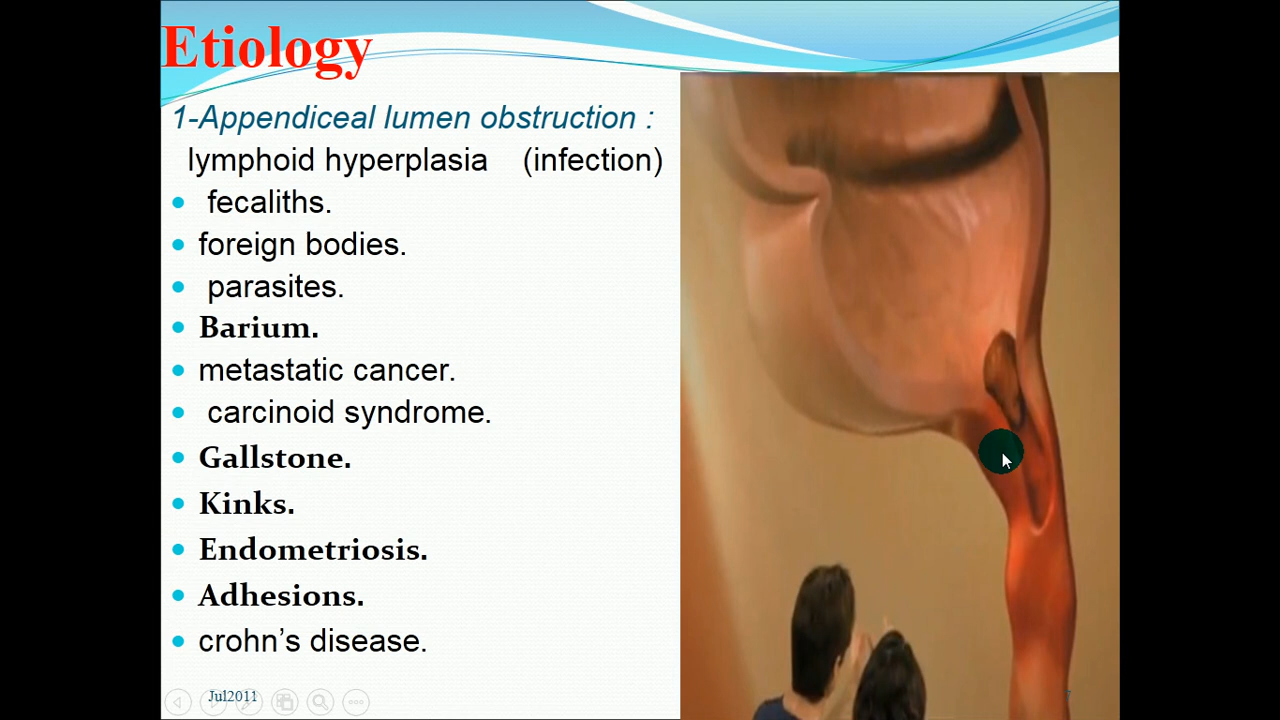 Etiology
1-Appendiceal lumen obstruction :
lymphoid hyperplasia (infection)
fecaliths.
foreign bodies.
parasites.
Barium.
metastatic cancer.
carcinoid syndrome.
Gallstone.
Kinks.
Endometriosis.
Adhesions.
crohn’s disease.
Jul2011